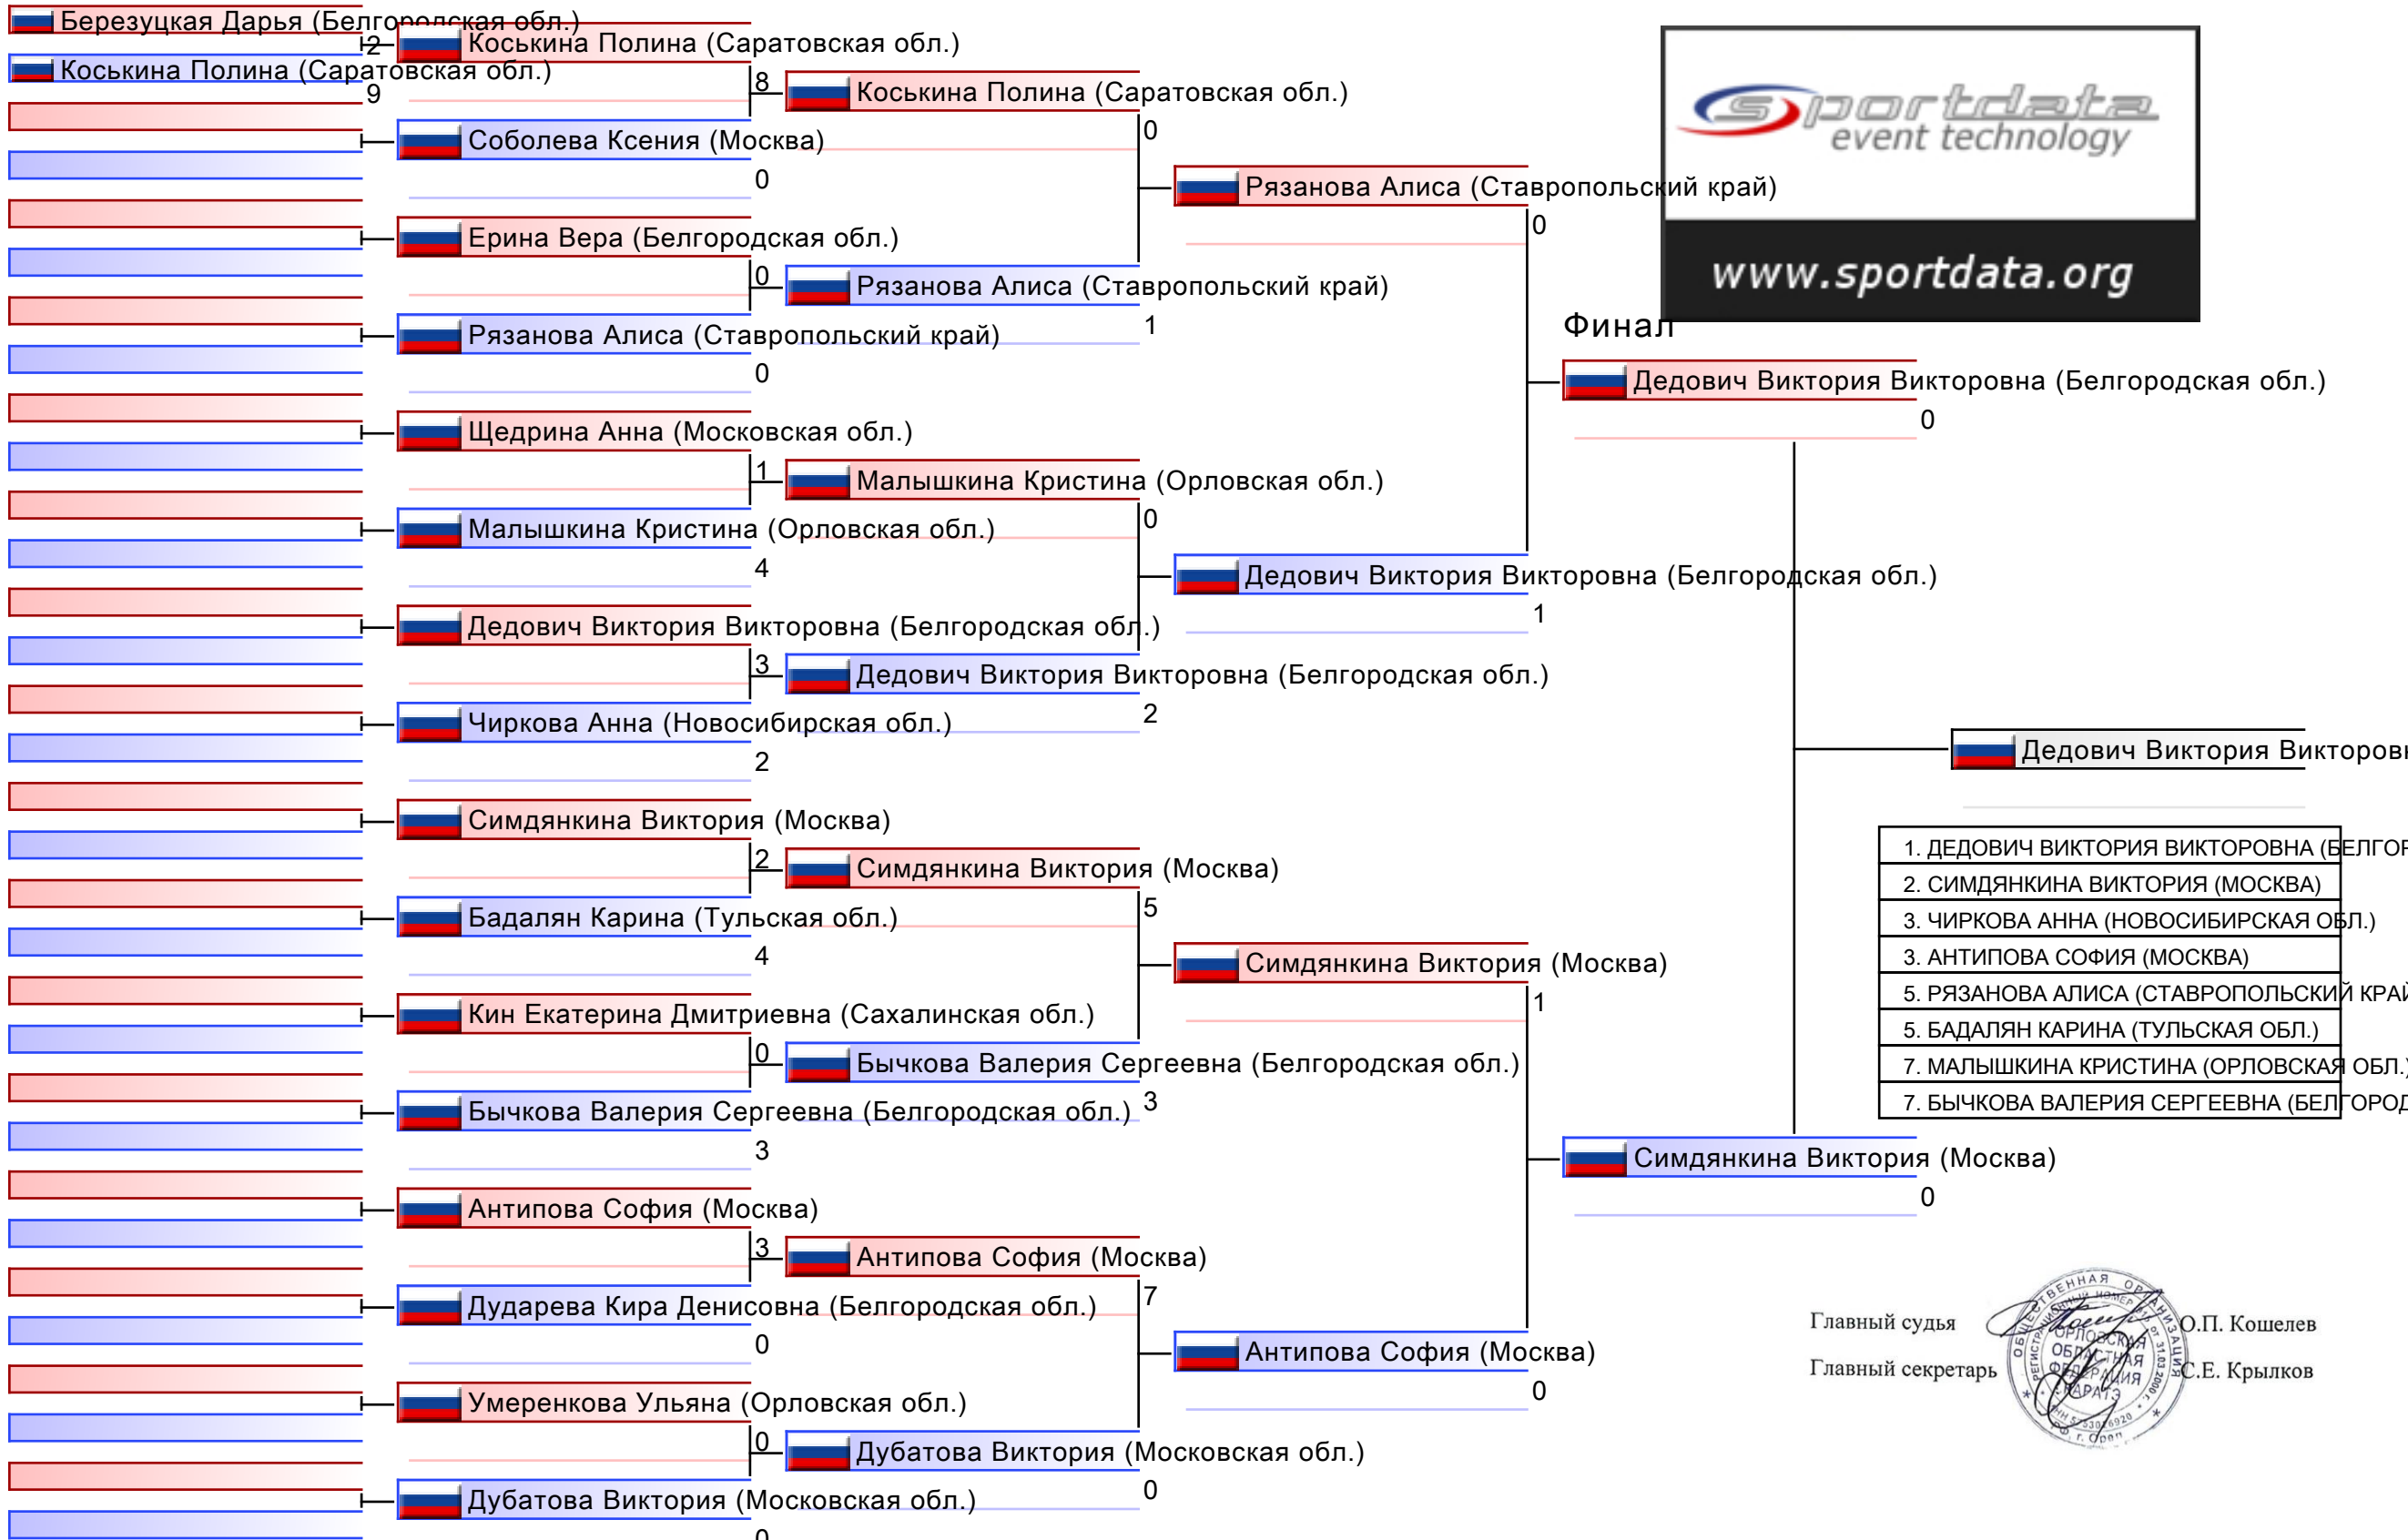 Березуцкая Дарья (Белгородская обл.)
2
Коськина Полина (Саратовская обл.)
9
Коськина Полина (Саратовская обл.)
8
Соболева Ксения (Москва)
0
Ерина Вера (Белгородская обл.)
0
Рязанова Алиса (Ставропольский край)
0
Щедрина Анна (Московская обл.)
1
Малышкина Кристина (Орловская обл.)
4
Дедович Виктория Викторовна (Белгородская обл.)
3
Чиркова Анна (Новосибирская обл.)
2
Симдянкина Виктория (Москва)
2
Бадалян Карина (Тульская обл.)
4
Кин Екатерина Дмитриевна (Сахалинская обл.)
0
Бычкова Валерия Сергеевна (Белгородская обл.)
3
Антипова София (Москва)
3
Дударева Кира Денисовна (Белгородская обл.)
0
Умеренкова Ульяна (Орловская обл.)
0
Дубатова Виктория (Московская обл.)
0
Коськина Полина (Саратовская обл.)
0
Рязанова Алиса (Ставропольский край)
1
Малышкина Кристина (Орловская обл.)
0
Дедович Виктория Викторовна (Белгородская обл.)
2
Симдянкина Виктория (Москва)
5
Бычкова Валерия Сергеевна (Белгородская обл.)
3
Антипова София (Москва)
7
Дубатова Виктория (Московская обл.)
0
Рязанова Алиса (Ставропольский край)
0
Дедович Виктория Викторовна (Белгородская обл.)
1
Симдянкина Виктория (Москва)
1
Антипова София (Москва)
0
sportdata
event technology
www.sportdata.org
Финал
Дедович Виктория Викторовна (Белгородская обл.)
0
Симдянкина Виктория (Москва)
0
Дедович Виктория Викторовн
1. ДЕДОВИЧ ВИКТОРИЯ ВИКТОРОВНА (БЕЛГОР
2. СИМДЯНКИНА ВИКТОРИЯ (МОСКВА)
3. ЧИРКОВА АННА (НОВОСИБИРСКАЯ ОБЛ.)
3. АНТИПОВА СОФИЯ (МОСКВА)
5. РЯЗАНОВА АЛИСА (СТАВРОПОЛЬСКИЙ КРАЙ
5. БАДАЛЯН КАРИНА (ТУЛЬСКАЯ ОБЛ.)
7. МАЛЫШКИНА КРИСТИНА (ОРЛОВСКАЯ ОБЛ.)
7. БЫЧКОВА ВАЛЕРИЯ СЕРГЕЕВНА (БЕЛГОРОД
Главный судья О.П. Кошелев
Главный секретарь С.Е. Крылков
ОБЩЕСТВЕННАЯ ОРГАНИЗАЦИЯ
ОРЛОВСКАЯ
ОБЛАСТНАЯ
ФЕДЕРАЦИЯ
КАРАТЭ